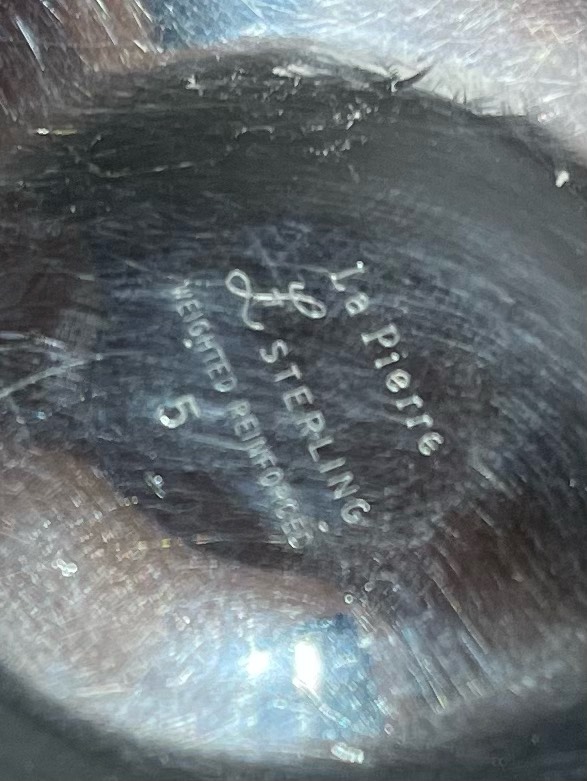 La Pierre
STERLING
WEIGHTED REINFORCED
5